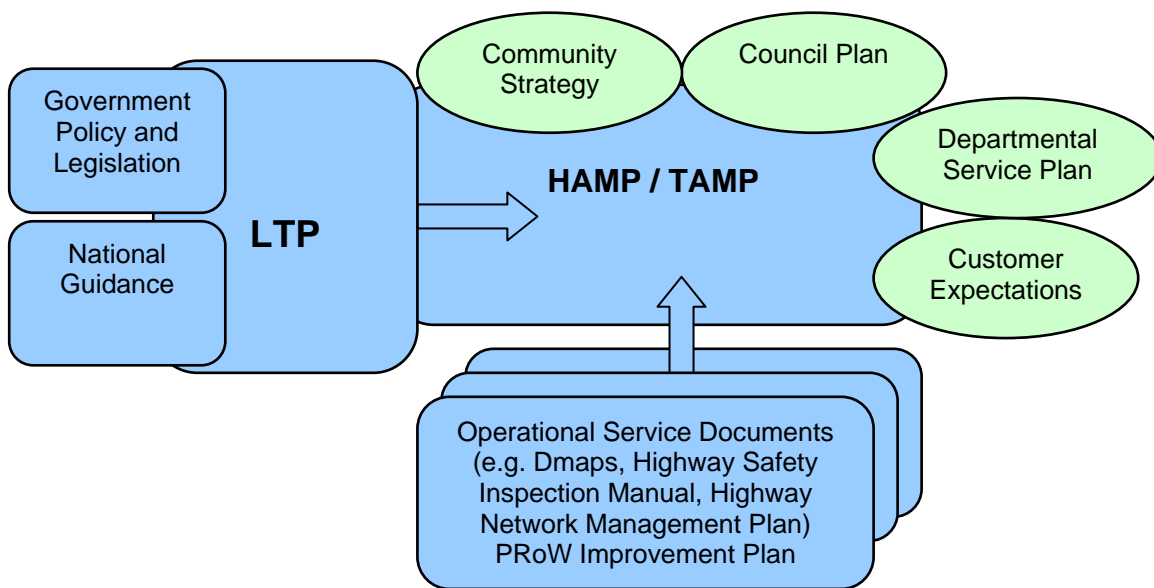 Government
Policy and
Legislation
National
Guidance
LTP
Community
Strategy
Council Plan
HAMP / TAMP
Departmental
Service Plan
Customer
Expectations
Operational Service Documents
(e.g. Dmaps, Highway Safety
Inspection Manual, Highway
Network Management Plan)
PRoW Improvement Plan